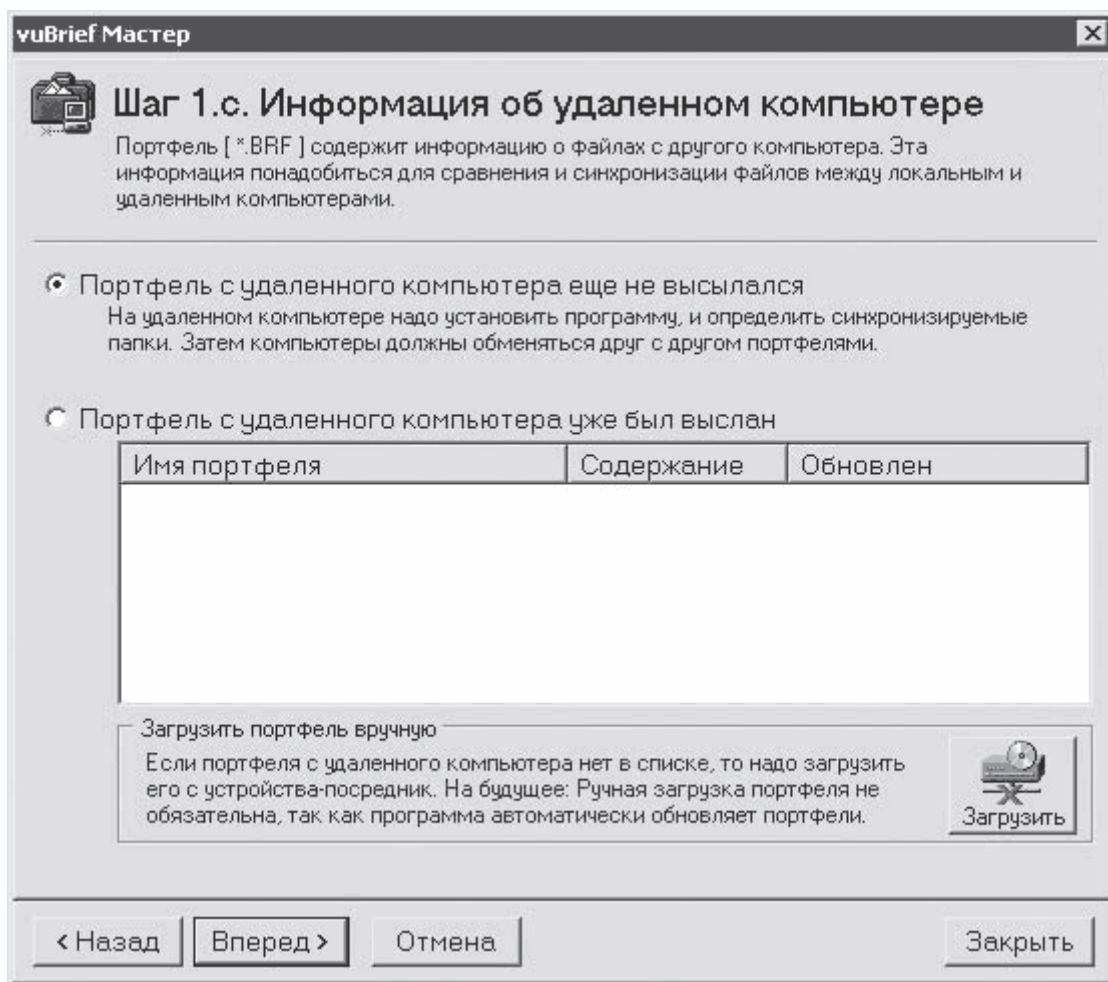 vuBrief Мастер
Шаг 1.c. Информация об удаленном компьютере
Портфель [ *.BRF ] содержит информацию о файлах с другого компьютера. Эта
информация понадобиться для сравнения и синхронизации файлов между локальным и
удаленным компьютерами.
Портфель с удаленного компьютера еще не высылался
На удаленном компьютере надо установить программу, и определить синхронизируемые
папки. Затем компьютеры должны обменяться друг с другом портфелями.
Портфель с удаленного компьютера уже был выслан
Имя портфеля Содержание Обновлен
Загрузить портфель вручную
Если портфеля с удаленного компьютера нет в списке, то надо загрузить
его с устройства-посредник. На будущее: Ручная загрузка портфеля не
обязательна, так как программа автоматически обновляет портфели.
Загрузить
< Назад Вперед > Отмена Закрыть